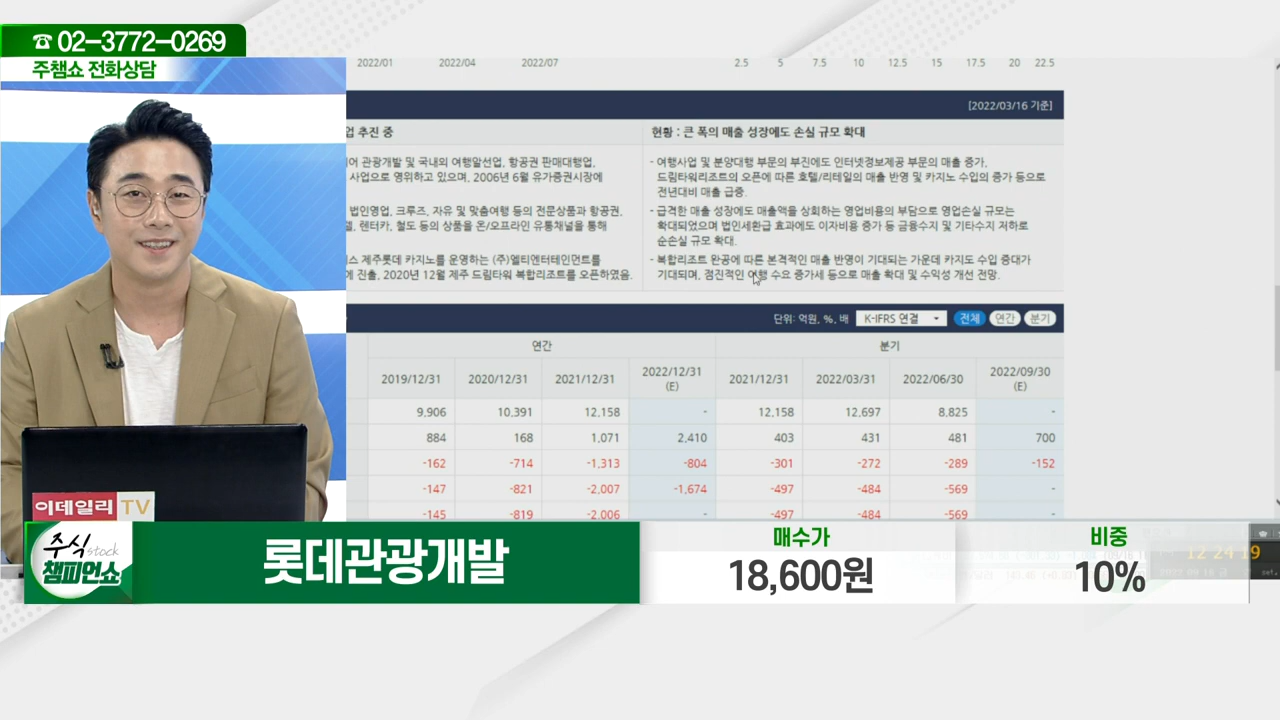 ☎ 02-3772-0269
주챔쇼 전화상담
2022/01 2022/04 2022/07 2.5 5 7.5 10 12.5 15 17.5 20 22.5
[2022/03/16 기준]
업 추진 중
어 관광개발 및 국내의 여행알선업, 항공권 판매대행업,
사업으로 영위하고 있으며, 2006년 6월 유가증권시장에
법인영업, 크루즈, 자유 및 맞춤여행 등의 전문상품과 항공권,
렌터카, 철도 등의 상품을 온/오프라인 유통채널을 통해
스 제주롯데 카지노를 운영하는 (주)엘티엔터테인먼트를
에 진출, 2020년 12월 제주 드림타워 복합리조트를 오픈하였음.
현황 : 큰 폭의 매출 성장에도 손실 규모 확대
- 여행사업 및 분양대행 부문의 부진에도 인터넷정보제공 부문의 매출 증가,
드림타워리조트의 오픈에 따른 호텔/리테일의 매출 반영 및 카지노 수입의 증가 등으로
전년대비 매출 급증.
- 급격한 매출 성장에도 매출액을 상회하는 영업비용의 부담으로 영업손실 규모는
확대되었으며 법인세환급 효과에도 이자비용 증가 등 금융수지 및 기타수지 저하로
순손실 규모 확대.
- 복합리조트 완공에 따른 본격적인 매출 반영이 기대되는 가운데 카지도 수입 증대가
기대되며, 점진적인 여행 수요 증가세 등으로 매출 확대 및 수익성 개선 전망.
단위: 억원, %, 배 K-IFRS 연결 전체 연간 분기
연간 분기
2019/12/31 2020/12/31 2021/12/31 2022/12/31 (E) 2021/12/31 2022/03/31 2022/06/30 2022/09/30 (E)
9,906 10,391 12,158 - 12,158 12,697 8,825 -
884 168 1,071 2,410 403 431 481 700
-162 -714 -1,313 -804 -301 -272 -289 -152
-147 -821 -2,007 -1,674 -497 -484 -569
-145 -819 -2,006 - -497 -484 -569
이데일리 TV
주식 stock
챔피언쇼
롯데관광개발
매수가
18,600원
비중
10%
12 24 19